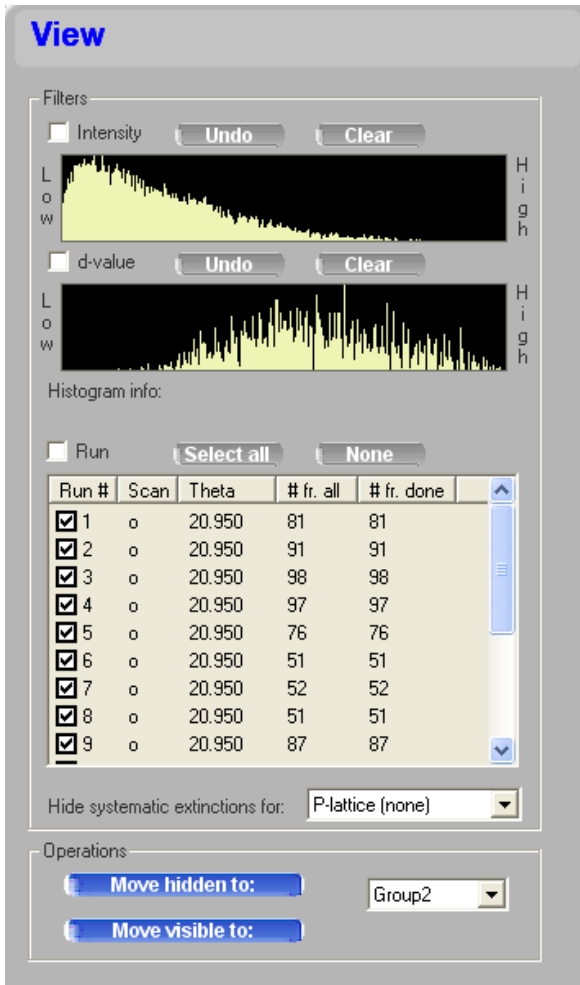 View
Filters
Intensity Undo Clear
Low High
d-value Undo Clear
Low High
Histogram info:
Run Select all None
Run # Scan Theta # fr. all # fr. done
1 o 20.950 81 81
2 o 20.950 91 91
3 o 20.950 98 98
4 o 20.950 97 97
5 o 20.950 76 76
6 o 20.950 51 51
7 o 20.950 52 52
8 o 20.950 51 51
9 o 20.950 87 87
Hide systematic extinctions for: P-lattice (none)
Operations
Move hidden to: Group2
Move visible to: